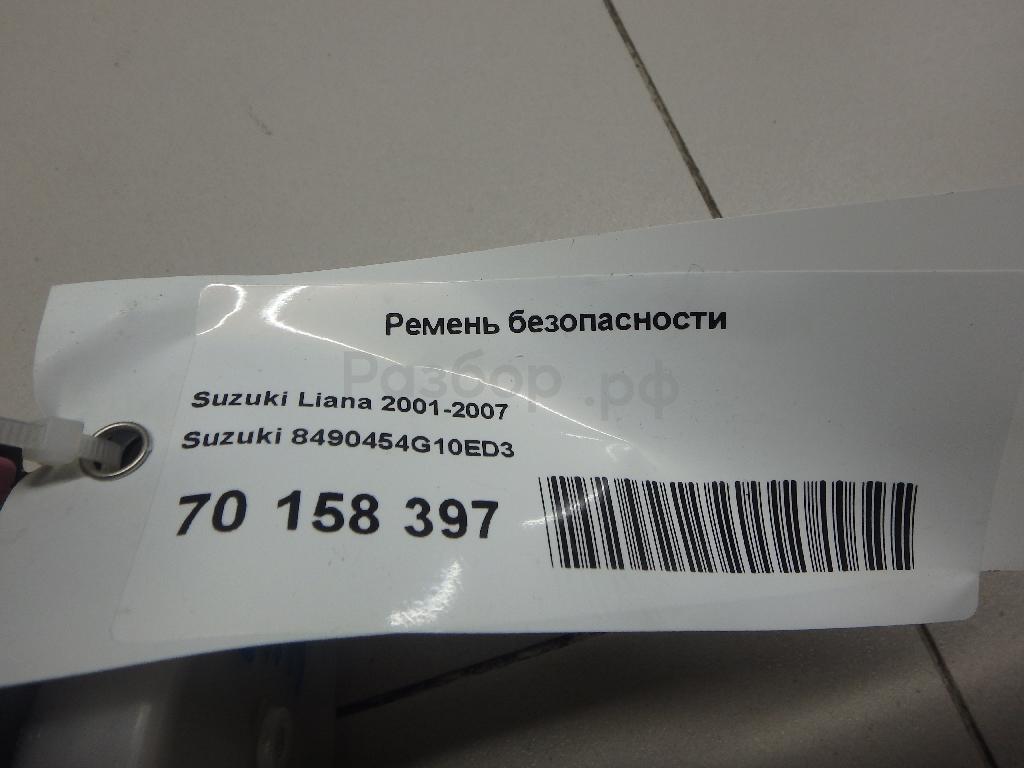 Ремень безопасности
Разбор.рф
Suzuki Liana 2001-2007
Suzuki 8490454G10ED3
70 158 397